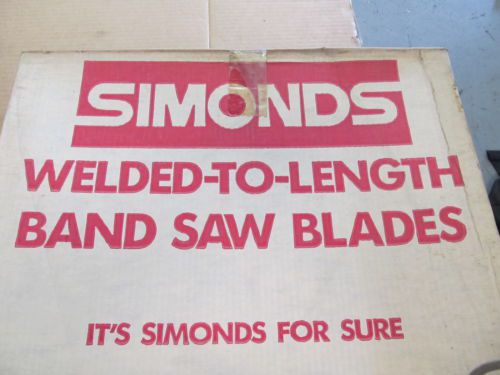 SIMONDS
WELDED-TO-LENGTH
BAND SAW BLADES
IT'S SIMONDS FOR SURE